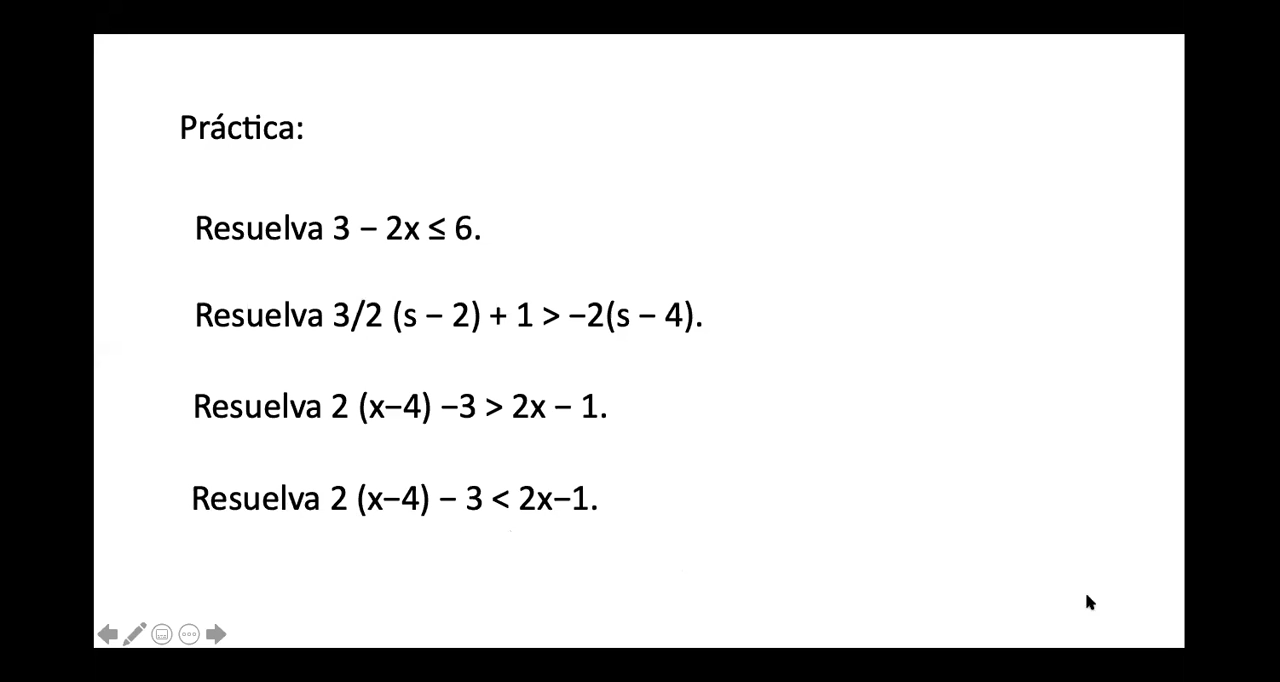 Práctica:
Resuelva 3 − 2x ≤ 6.
Resuelva 3/2 (s − 2) + 1 > −2(s − 4).
Resuelva 2 (x−4) −3 > 2x − 1.
Resuelva 2 (x−4) − 3 < 2x−1.